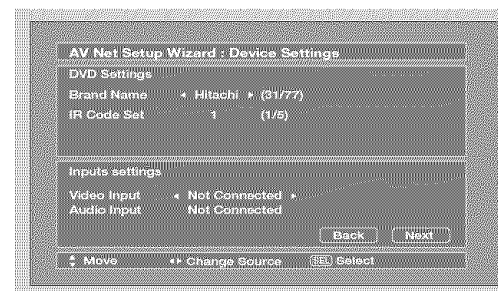 AV Net Setup Wizard : Device Settings
DVD Settings
Brand Name ◂ Hitachi ▸ (31/77)
IR Code Set 1 (1/5)
Inputs settings
Video Input ◂ Not Connected ▸
Audio Input Not Connected
Back Next
Move Change Source SEL Select